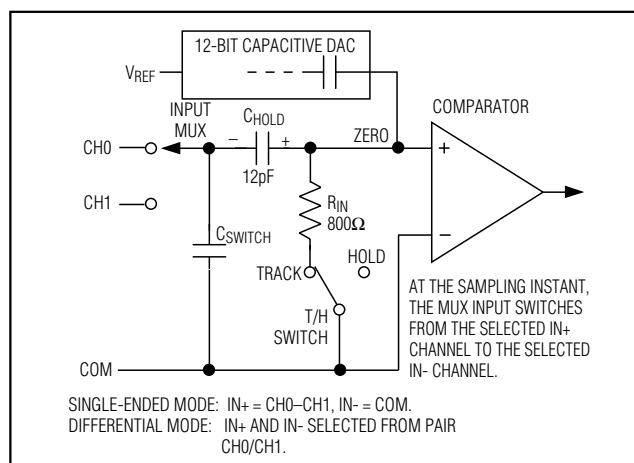 12-BIT CAPACITIVE DAC
VREF
INPUT
MUX
CHOLD
ZERO
COMPARATOR
CH0
– +
12pF
+
CH1
RIN
800Ω
–
CSWITCH
HOLD
TRACK
T/H
SWITCH
AT THE SAMPLING INSTANT,
THE MUX INPUT SWITCHES
FROM THE SELECTED IN+
CHANNEL TO THE SELECTED
IN- CHANNEL.
COM
SINGLE-ENDED MODE: IN+ = CH0–CH1, IN- = COM.
DIFFERENTIAL MODE: IN+ AND IN- SELECTED FROM PAIR
CH0/CH1.